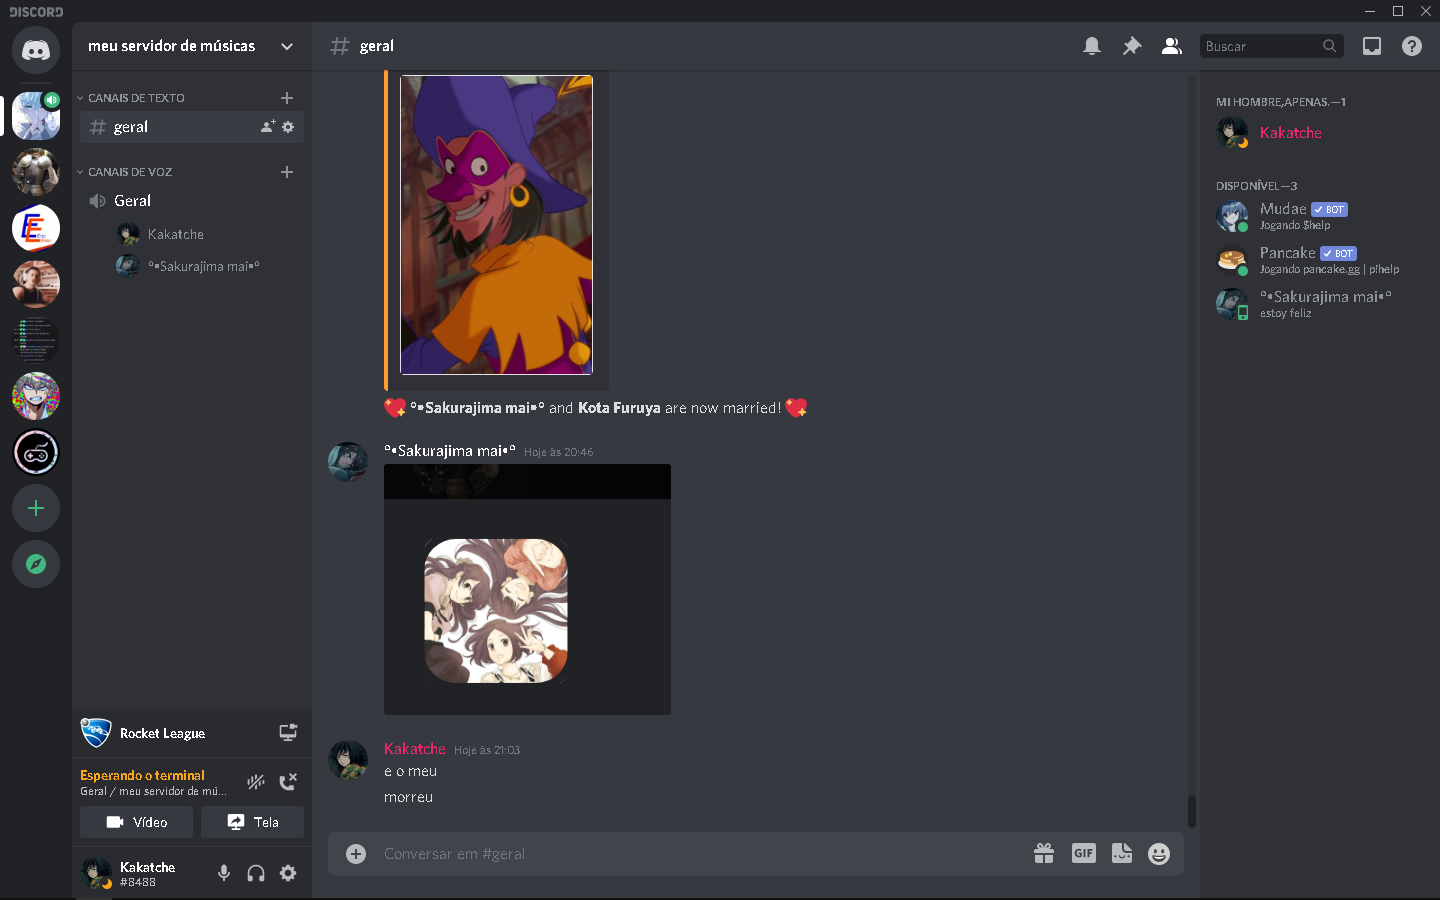 DISCORD
meu servidor de músicas
CANAIS DE TEXTO
geral
CANAIS DE VOZ
Geral
Kakatche
°•Sakurajima mai•°
Rocket League
Esperando o terminal
Geral / meu servidor de mú...
Vídeo
Tela
Kakatche
#8488
# geral
°•Sakurajima mai•° and Kota Furuya are now married!
°•Sakurajima mai•° Hoje às 20:46
Kakatche Hoje às 21:03
e o meu
morreu
Conversar em #geral
GIF
Buscar
MI HOMBRE,APENAS.—1
Kakatche
DISPONÍVEL—3
Mudae ✓ BOT
Jogando $help
Pancake ✓ BOT
Jogando pancake.gg | p!help
°•Sakurajima mai•°
estoy feliz